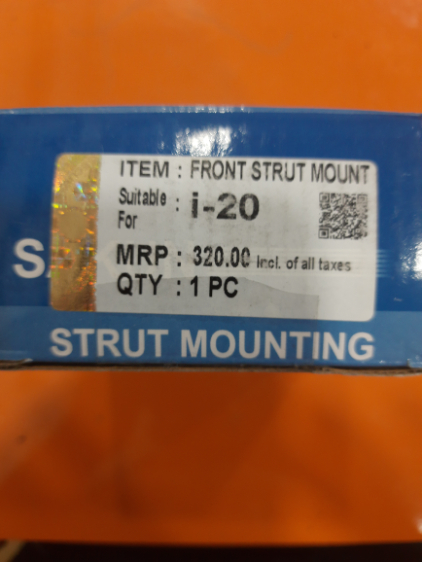 ITEM : FRONT STRUT MOUNT
Suitable For : i-20
MRP : 320.00 incl. of all taxes
QTY : 1 PC
STRUT MOUNTING